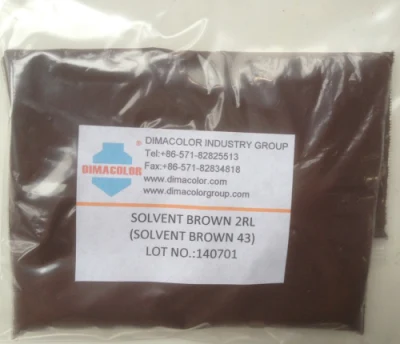 DIMACOLOR INDUSTRY GROUP
Tel:+86-571-82825513
Fax:+86-571-82834818
www.dimacolor.com
www.dimacolorgroup.com
DIMACOLOR
®
SOLVENT BROWN 2RL
(SOLVENT BROWN 43)
LOT NO.:140701